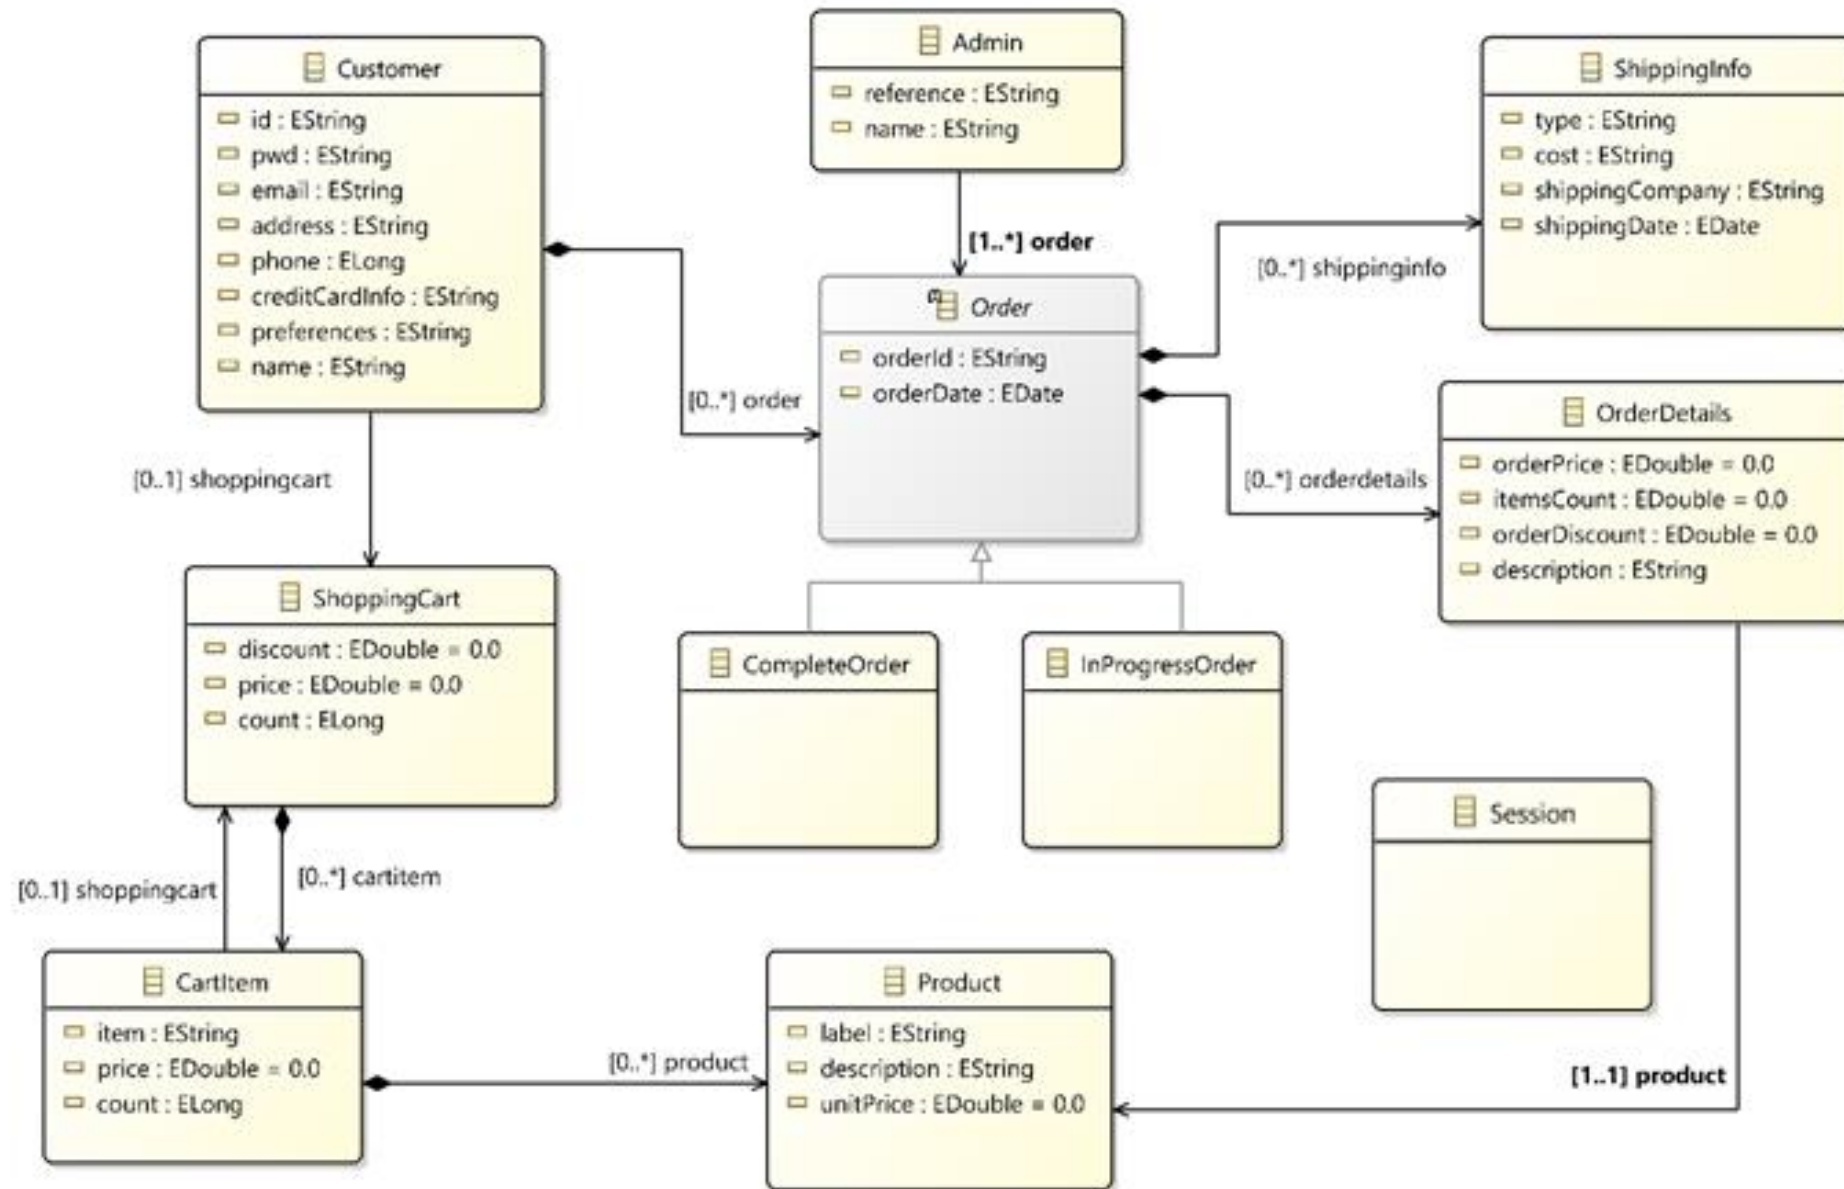 Customer
id : EString
pwd : EString
email : EString
address : EString
phone : ELong
creditCardInfo : EString
preferences : EString
name : EString
Admin
reference : EString
name : EString
ShippingInfo
type : EString
cost : EString
shippingCompany : EString
shippingDate : EDate
[1..*] order
[0..*] shippinginfo
Order
orderId : EString
orderDate : EDate
[0..*] order
[0..1] shoppingcart
[0..*] orderdetails
OrderDetails
orderPrice : EDouble = 0.0
itemsCount : EDouble = 0.0
orderDiscount : EDouble = 0.0
description : EString
ShoppingCart
discount : EDouble = 0.0
price : EDouble = 0.0
count : ELong
CompleteOrder
InProgressOrder
Session
[0..1] shoppingcart
[0..*] cartitem
CartItem
item : EString
price : EDouble = 0.0
count : ELong
[0..*] product
Product
label : EString
description : EString
unitPrice : EDouble = 0.0
[1..1] product